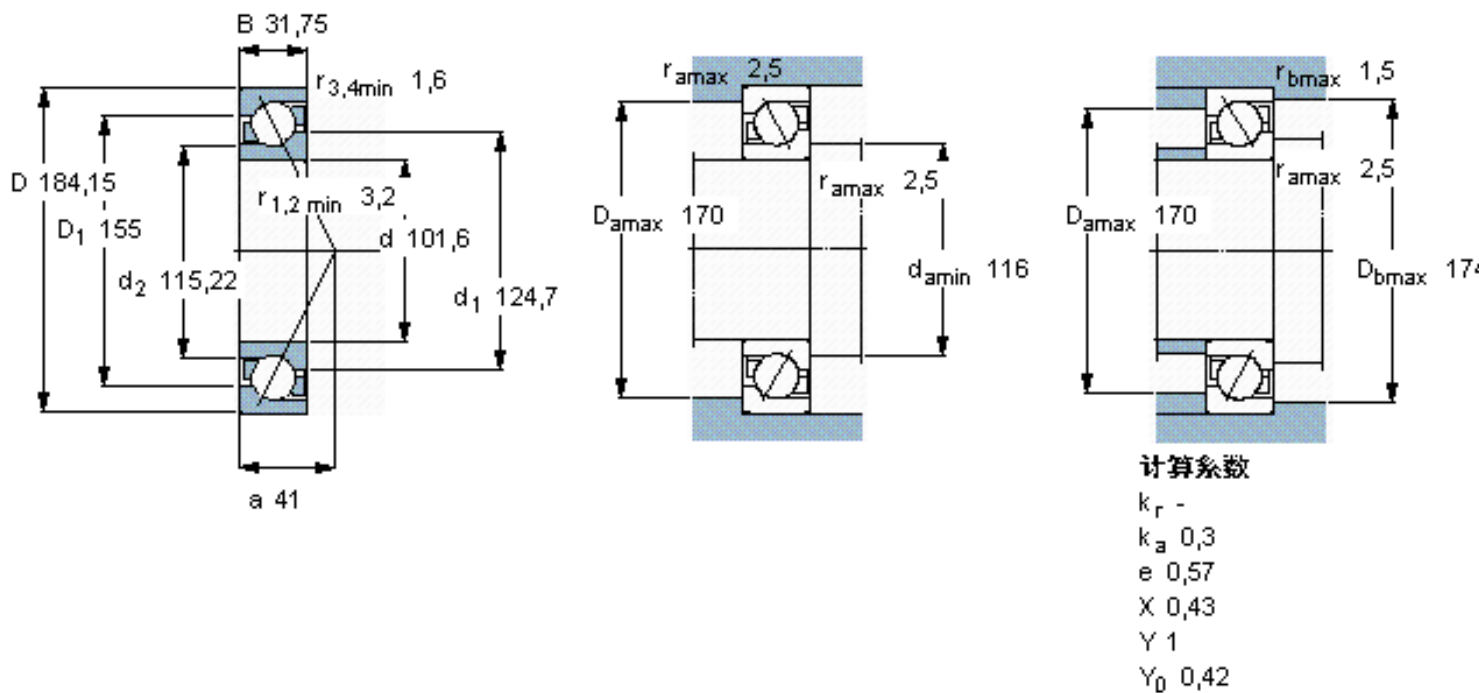 B 31,75
r3,4min 1,6
D 184,15
D1 155
r1,2 min 3,2
d 101,6
d2 115,22
d1 124,7
a 41
ramax 2,5
ramax 2,5
Damax 170
damin 116
rbmax 1,5
ramax 2,5
Damax 170
Dbmax 174
计算系数
kr -
ka 0,3
e 0,57
X 0,43
Y 1
Y0 0,42